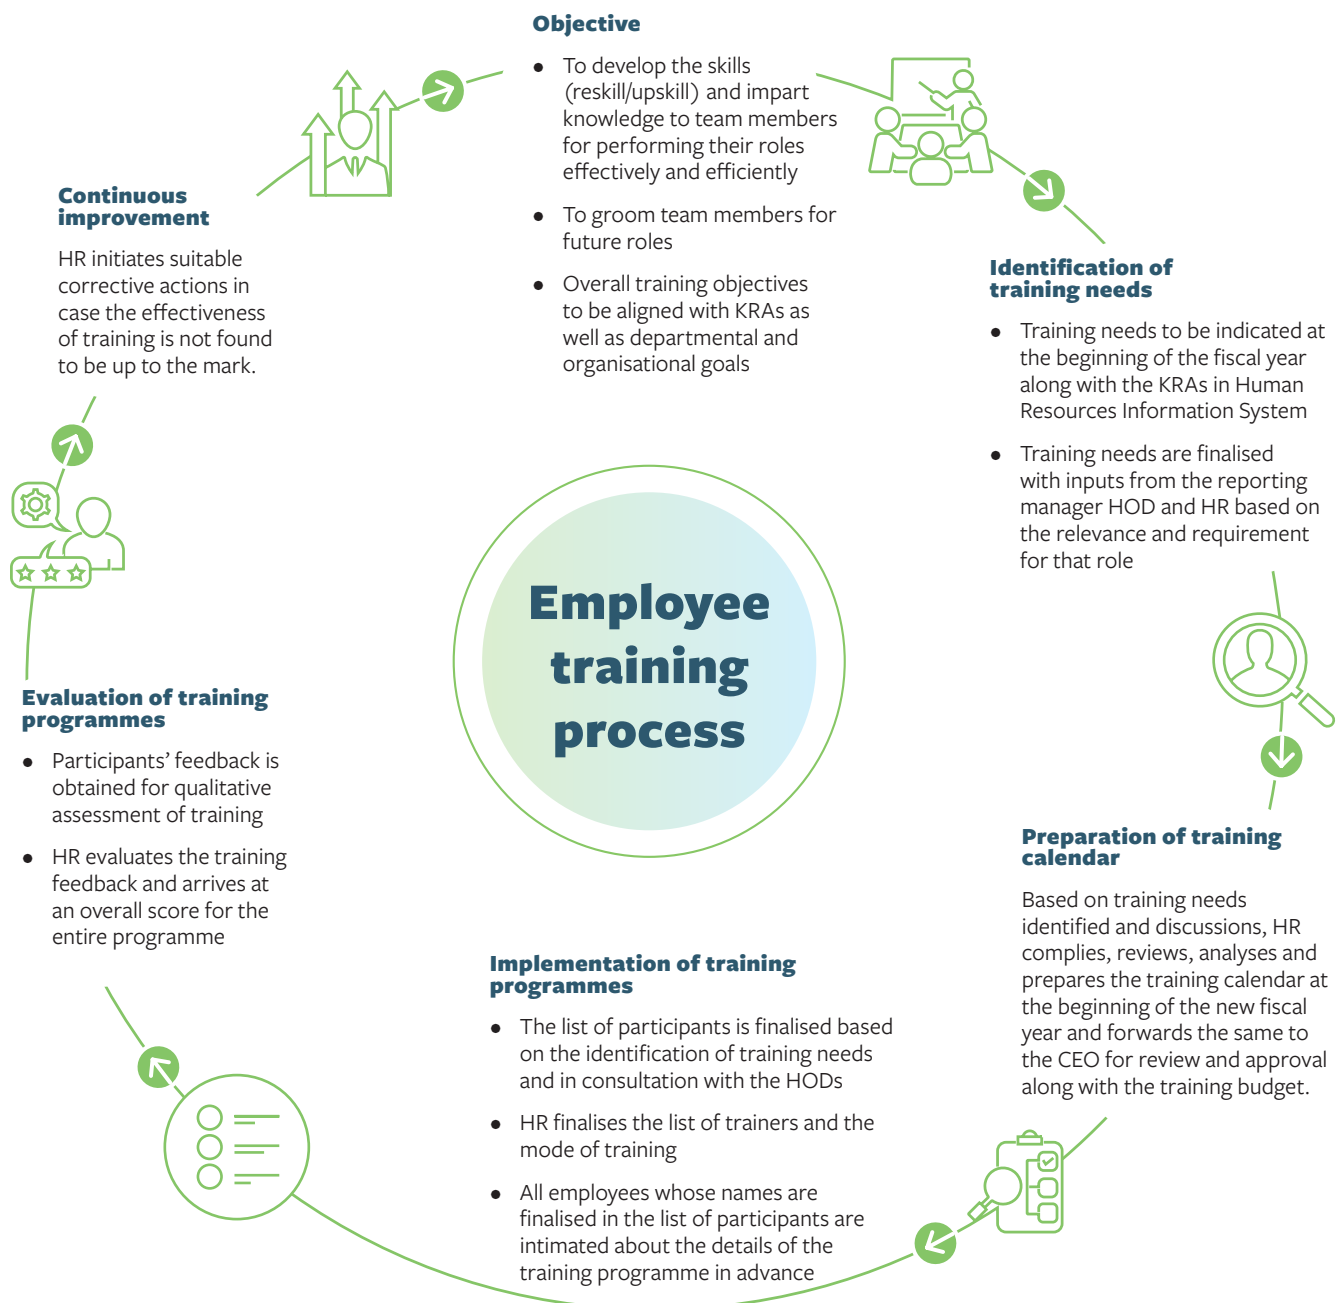 Objective
● To develop the skills
(reskill/upskill) and impart
knowledge to team members
for performing their roles
effectively and efficiently
● To groom team members for
future roles
● Overall training objectives
to be aligned with KRAs as
well as departmental and
organisational goals
Identification of
training needs
● Training needs to be indicated at
the beginning of the fiscal year
along with the KRAs in Human
Resources Information System
● Training needs are finalised
with inputs from the reporting
manager HOD and HR based on
the relevance and requirement
for that role
Preparation of training
calendar
Based on training needs
identified and discussions, HR
complies, reviews, analyses and
prepares the training calendar at
the beginning of the new fiscal
year and forwards the same to
the CEO for review and approval
along with the training budget.
Implementation of training
programmes
● The list of participants is finalised based
on the identification of training needs
and in consultation with the HODs
● HR finalises the list of trainers and the
mode of training
● All employees whose names are
finalised in the list of participants are
intimated about the details of the
training programme in advance
Evaluation of training
programmes
● Participants’ feedback is
obtained for qualitative
assessment of training
● HR evaluates the training
feedback and arrives at
an overall score for the
entire programme
Continuous
improvement
HR initiates suitable
corrective actions in
case the effectiveness
of training is not found
to be up to the mark.
Employee
training
process